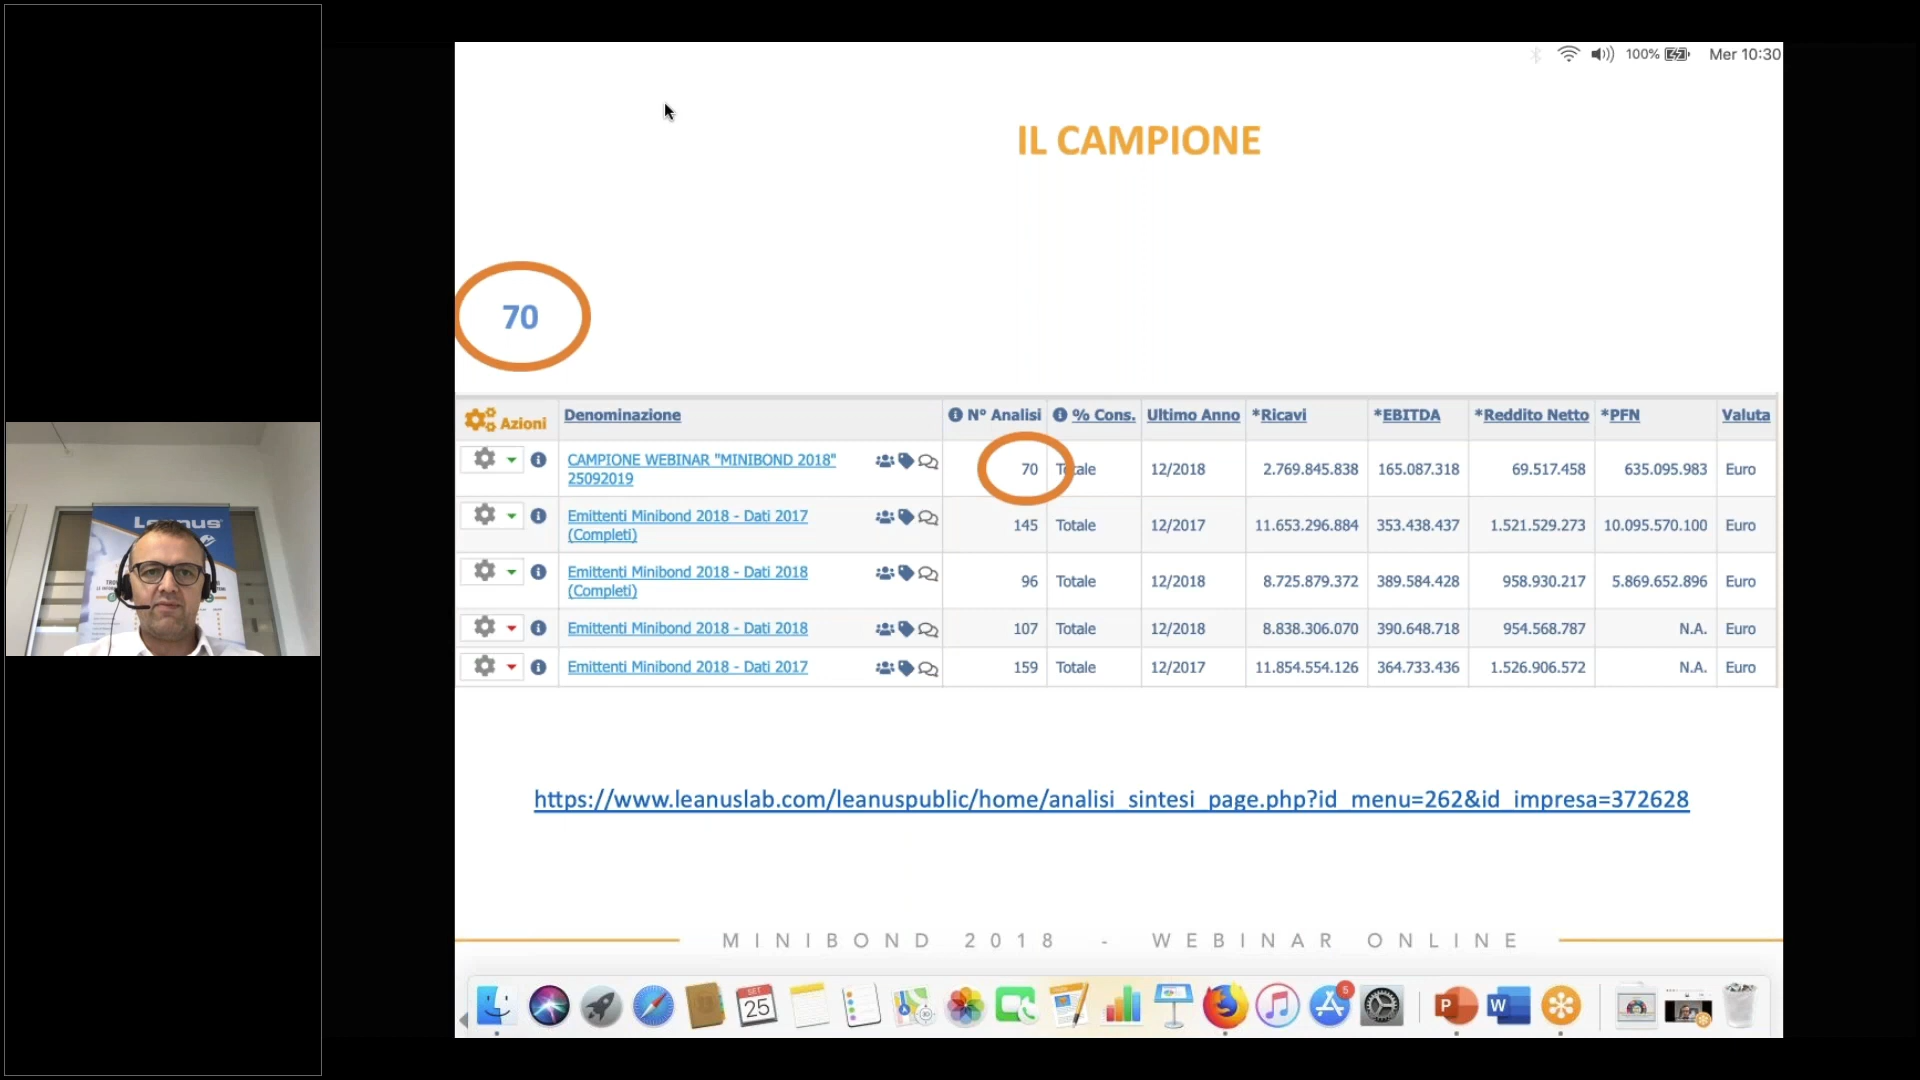 100% Mer 10:30
IL CAMPIONE
70
Azioni Denominazione N° Analisi % Cons. Ultimo Anno *Ricavi *EBITDA *Reddito Netto *PFN Valuta
CAMPIONE WEBINAR "MINIBOND 2018"
25092019
70 Totale 12/2018 2.769.845.838 165.087.318 69.517.458 635.095.983 Euro
Emittenti Minibond 2018 - Dati 2017
(Completi)
145 Totale 12/2017 11.653.296.884 353.438.437 1.521.529.273 10.095.570.100 Euro
Emittenti Minibond 2018 - Dati 2018
(Completi)
96 Totale 12/2018 8.725.879.372 389.584.428 958.930.217 5.869.652.896 Euro
Emittenti Minibond 2018 - Dati 2018 107 Totale 12/2018 8.838.306.070 390.648.718 954.568.787 N.A. Euro
Emittenti Minibond 2018 - Dati 2017 159 Totale 12/2017 11.854.554.126 364.733.436 1.526.906.572 N.A. Euro
https://www.leanuslab.com/leanuspublic/home/analisi_sintesi_page.php?id_menu=262&id_impresa=372628
MINIBOND 2018 - WEBINAR ONLINE
Leanus
SET
25
5
P
W